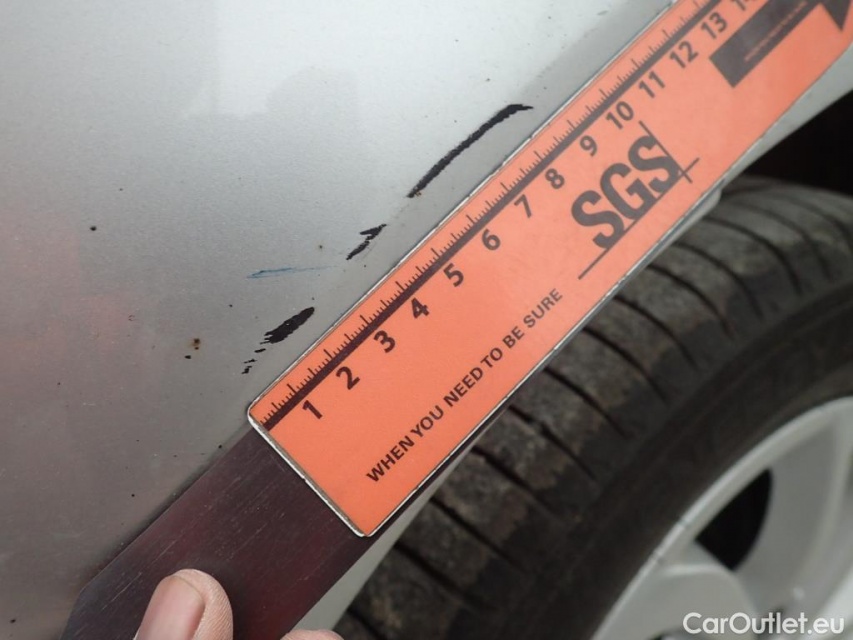 1 2 3 4 5 6 7 8 9 10 11 12 13
SGS
WHEN YOU NEED TO BE SURE
CarOutlet.eu